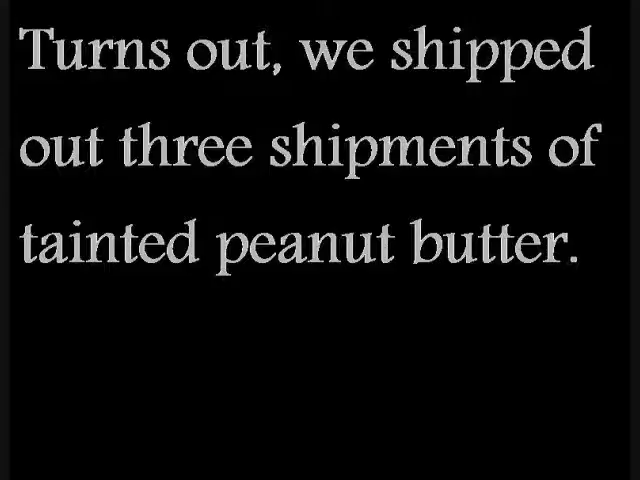 Turns out, we shipped
out three shipments of
tainted peanut butter.